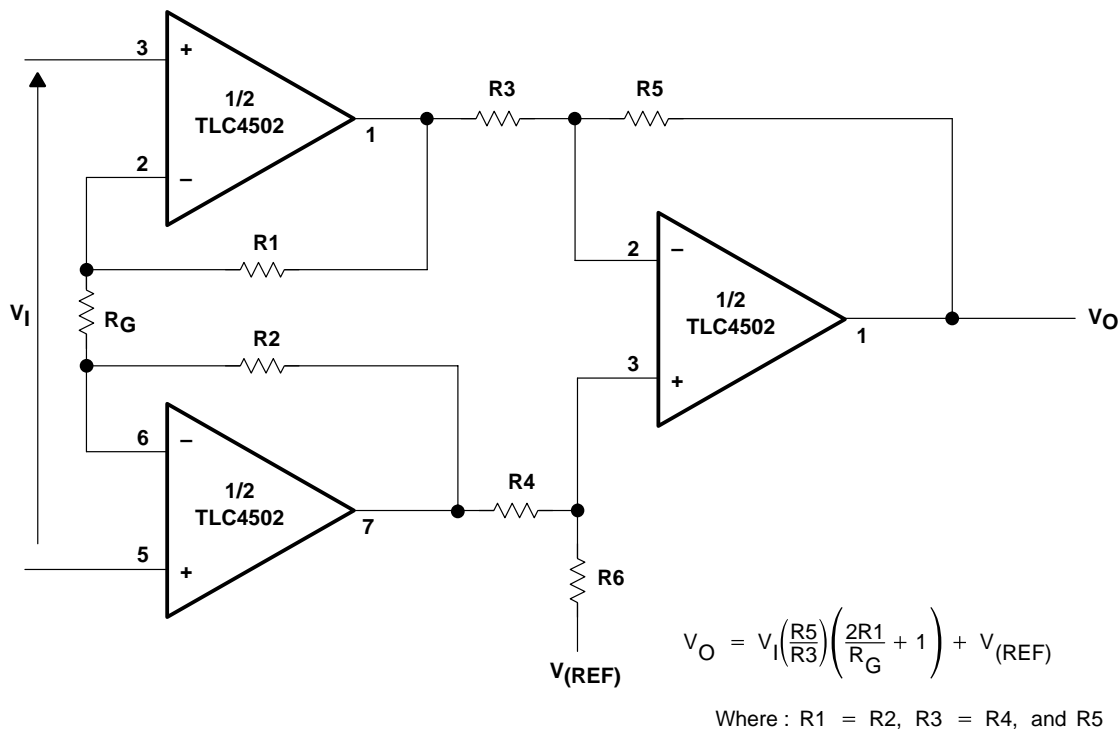 3
+
1/2
TLC4502
1
2
–
R1
R3
R5
VI
RG
R2
2
–
1/2
TLC4502
1
3
+
VO
6
–
1/2
TLC4502
7
5
+
R4
R6
V(REF)
VO = VI(R5/R3)(2R1/RG + 1) + V(REF)
Where : R1 = R2, R3 = R4, and R5